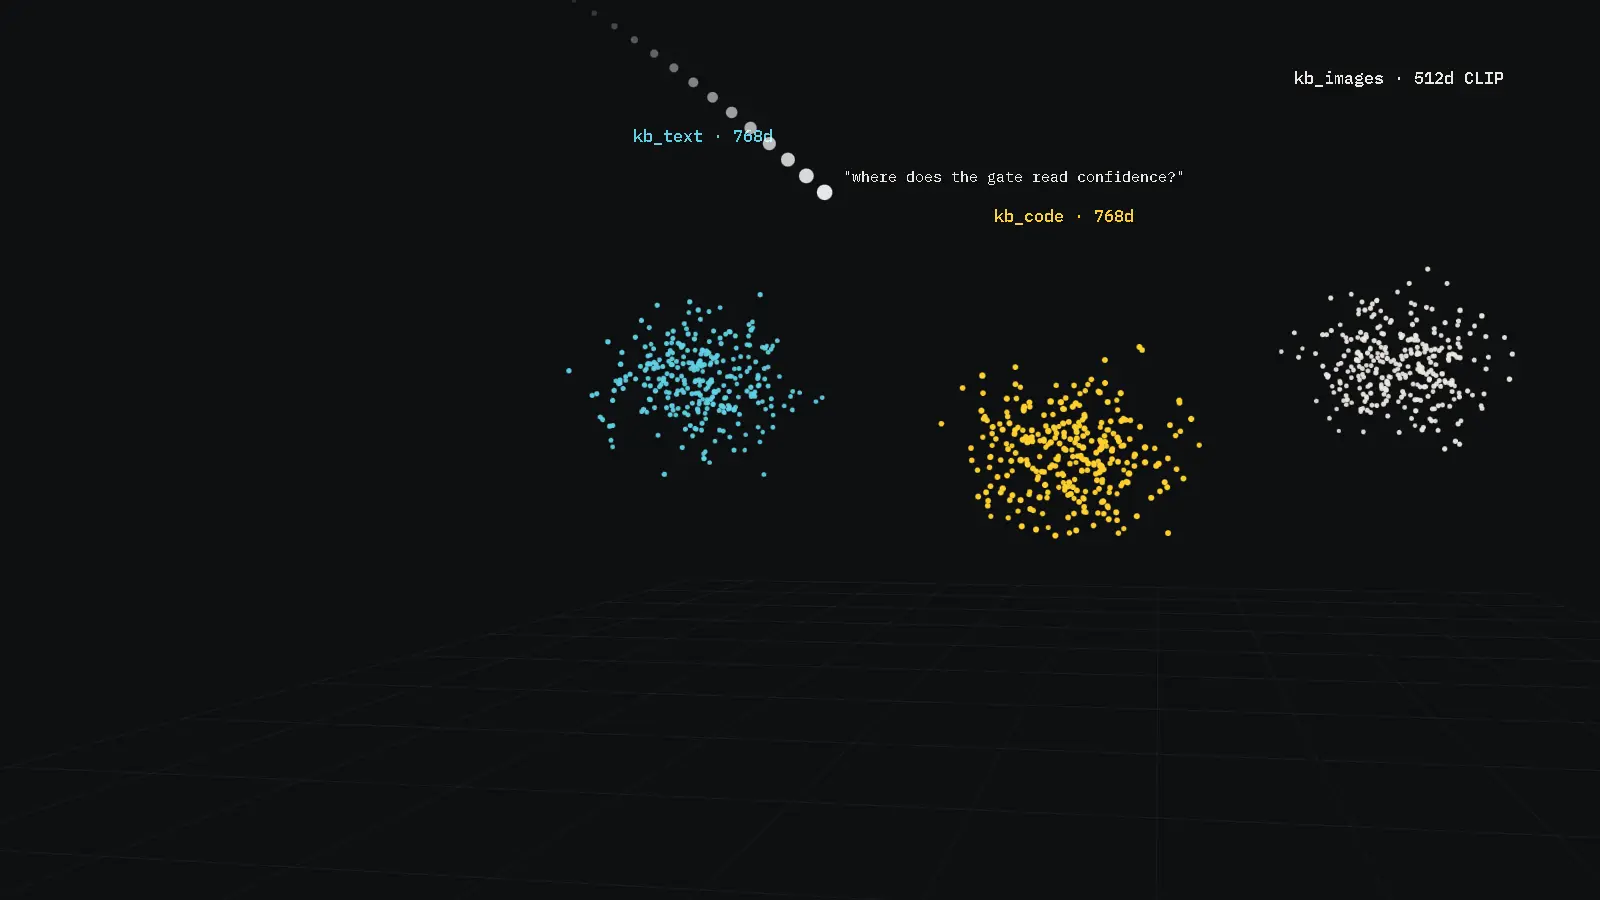 kb_images · 512d CLIP
kb_text · 768d
"where does the gate read confidence?"
kb_code · 768d